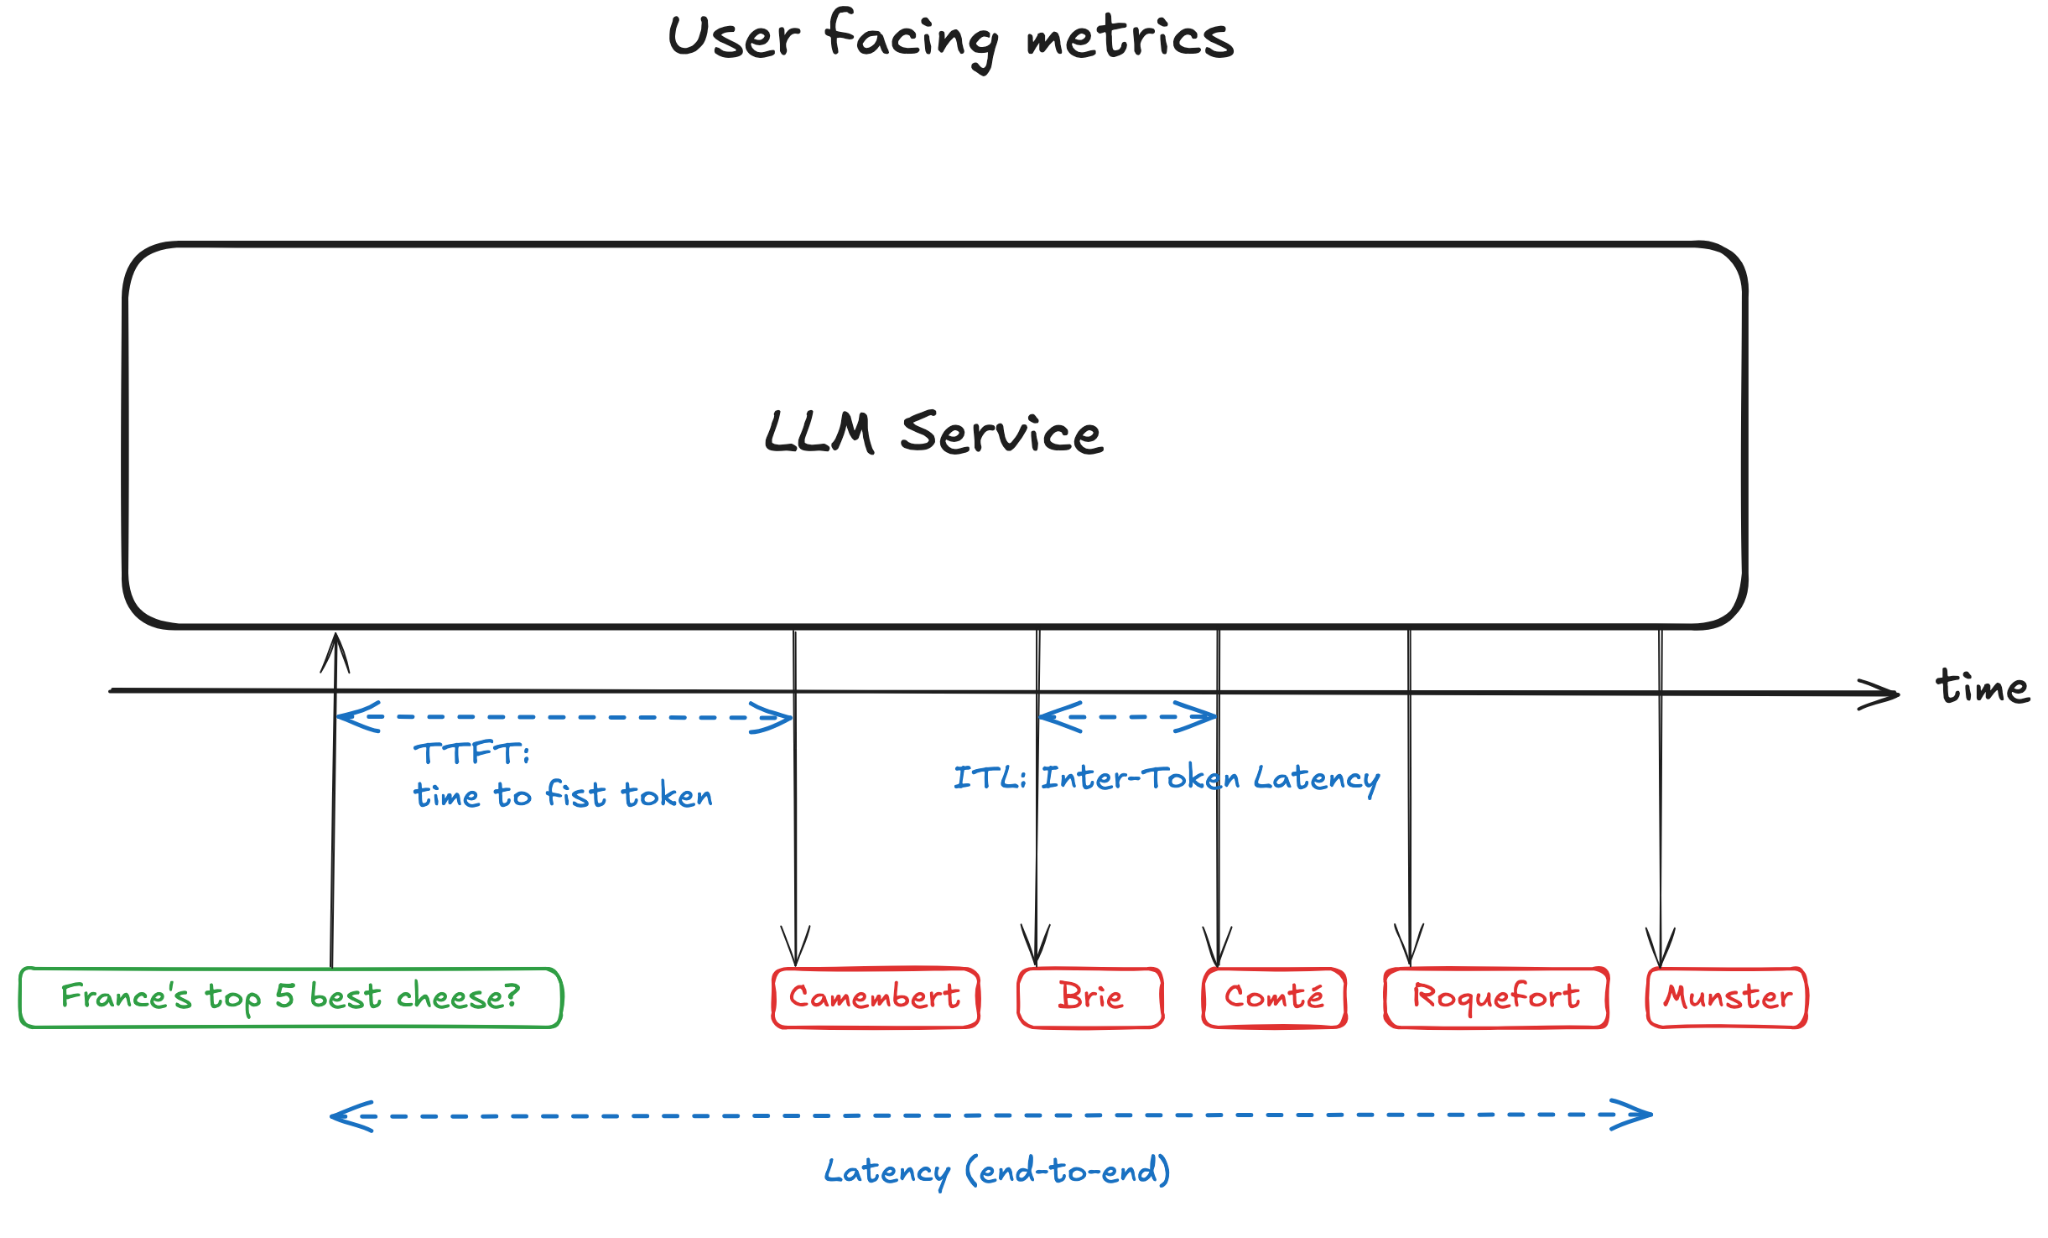 User facing metrics
LLM Service
time
TTFT:
time to fist token
ITL: Inter-Token Latency
France's top 5 best cheese?
Camembert
Brie
Comté
Roquefort
Munster
Latency (end-to-end)